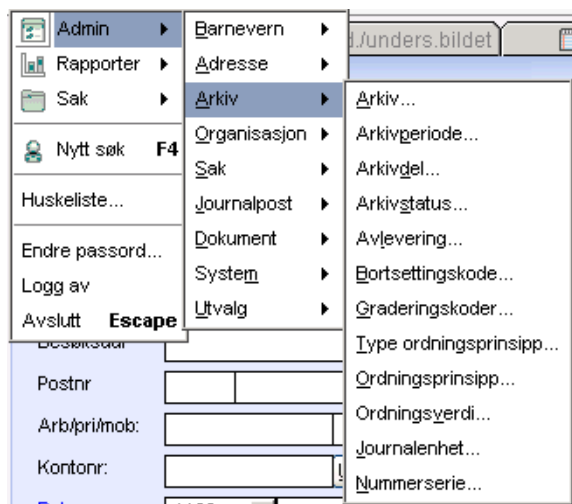 Admin
Rapporter
Sak
Nytt søk F4
Huskeliste...
Endre passord...
Logg av
Avslutt Escape
Barnevern
Adresse
Arkiv
Organisasjon
Sak
Journalpost
Dokument
System
Utvalg
Arkiv...
Arkivperiode...
Arkivdel...
Arkivstatus...
Avlevering...
Bortsettingskode...
Graderingskoder...
Type ordningsprinsipp...
Ordningsprinsipp...
Ordningsverdi...
Journalenhet...
Nummerserie...
d./unders.bildet
Postnr
Arb/pri/mob:
Kontonr: